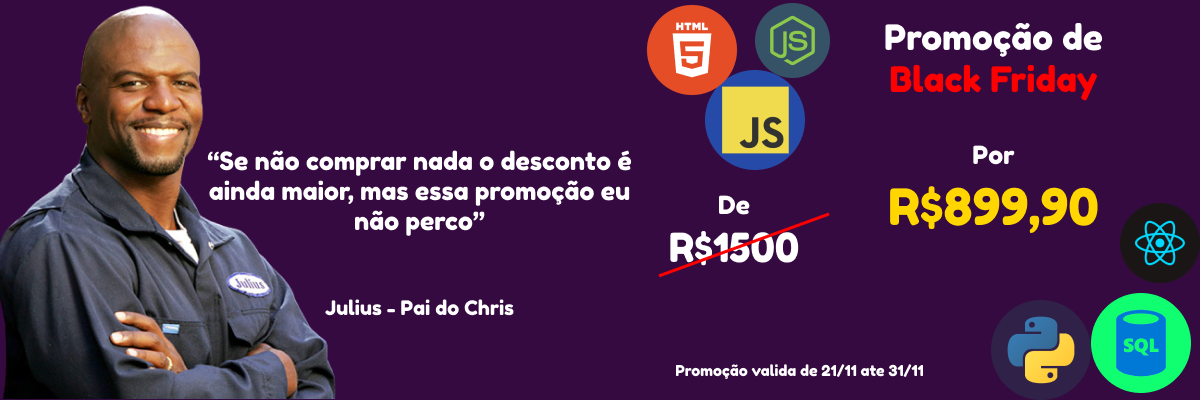 “Se não comprar nada o desconto é
ainda maior, mas essa promoção eu
não perco”
Julius - Pai do Chris
Julius
HTML
5
JS
JS
De
R$1500
Promoção de
Black Friday
Por
R$899,90
SQL
Promoção valida de 21/11 ate 31/11